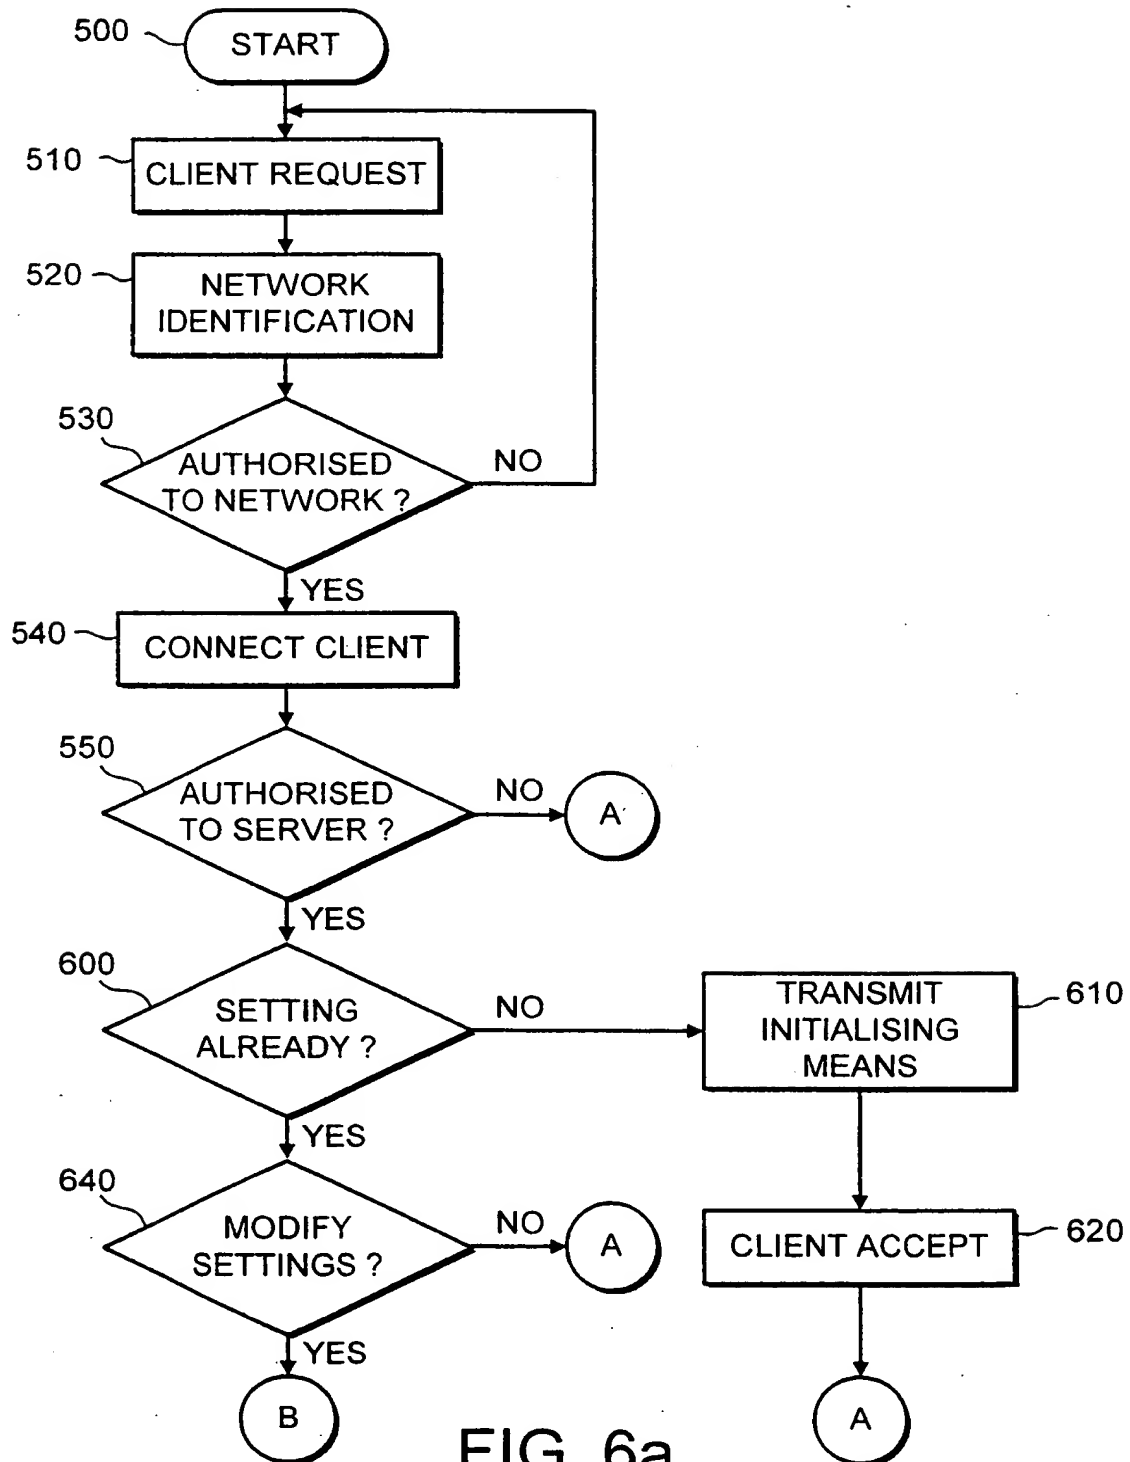 500
START
510
CLIENT REQUEST
520
NETWORK
IDENTIFICATION
530
AUTHORISED
TO NETWORK ?
NO
YES
540
CONNECT CLIENT
550
AUTHORISED
TO SERVER ?
NO
A
YES
600
SETTING
ALREADY ?
NO
TRANSMIT
INITIALISING
MEANS
610
YES
640
MODIFY
SETTINGS ?
NO
A
CLIENT ACCEPT
620
YES
B
A
FIG. 6a